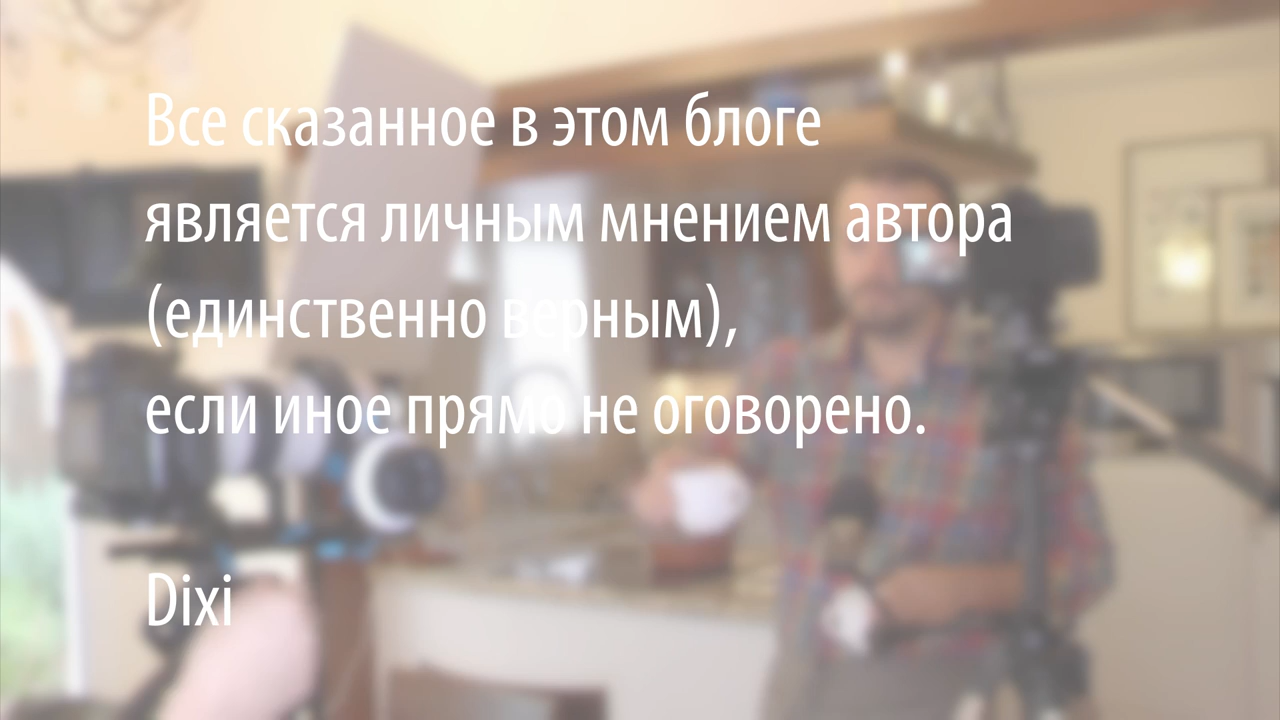 Все сказанное в этом блоге
является личным мнением автора
(единственно верным),
если иное прямо не оговорено.
Dixi